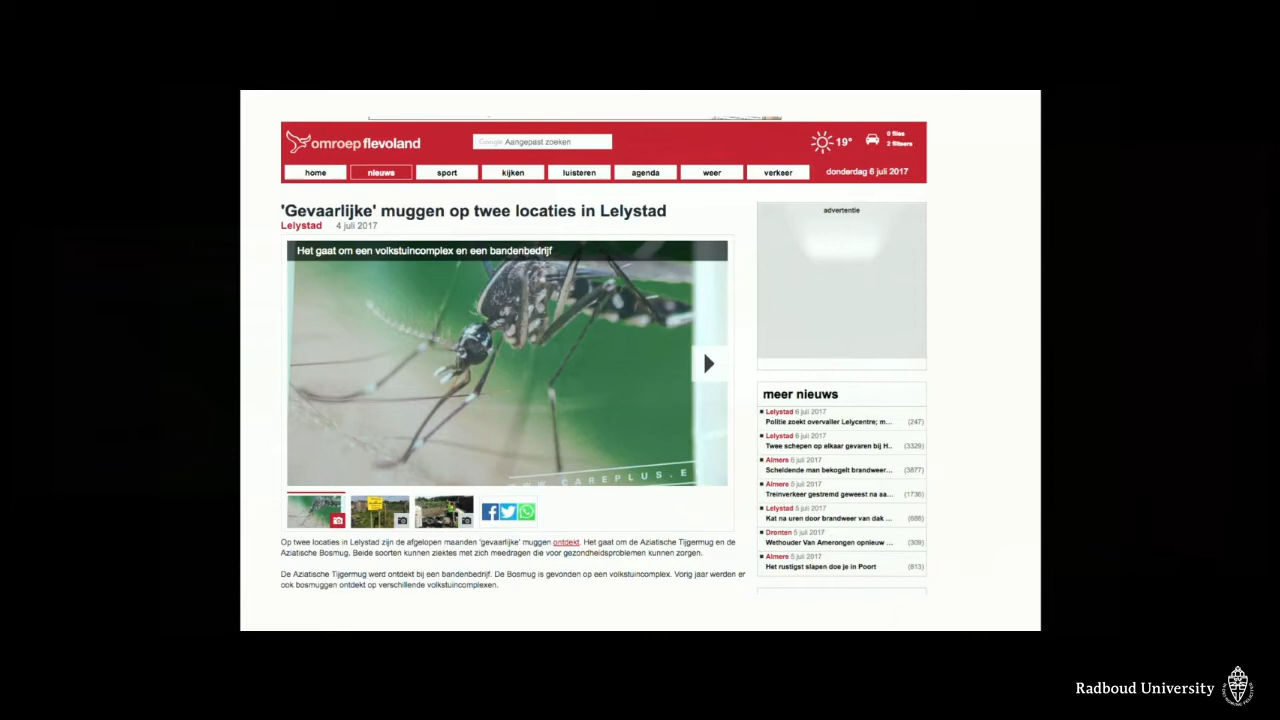 omroep flevoland
Google Aangepast zoeken
19°
0 files
2 flitsers
home nieuws sport kijken luisteren agenda weer verkeer donderdag 6 juli 2017
'Gevaarlijke' muggen op twee locaties in Lelystad
Lelystad 4 juli 2017
Het gaat om een volkstuincomplex en een bandenbedrijf
CAREPLUS.E
Op twee locaties in Lelystad zijn de afgelopen maanden 'gevaarlijke' muggen ontdekt. Het gaat om de Aziatische Tijgermug en de
Aziatische Bosmug. Beide soorten kunnen ziektes met zich meedragen die voor gezondheidsproblemen kunnen zorgen.
De Aziatische Tijgermug werd ontdekt bij een bandenbedrijf. De Bosmug is gevonden op een volkstuincomplex. Vorig jaar werden er
ook bosmuggen ontdekt op verschillende volkstuincomplexen.
advertentie
meer nieuws
Lelystad 6 juli 2017
Politie zoekt overvaller Lelycentre; m... (247)
Lelystad 6 juli 2017
Twee schepen op elkaar gevaren bij H.. (3329)
Almere 6 juli 2017
Scheldende man bekogelt brandweer... (3877)
Almere 5 juli 2017
Treinverkeer gestremd geweest na aa... (1736)
Lelystad 5 juli 2017
Kat na uren door brandweer van dak ... (688)
Dronten 5 juli 2017
Wethouder Van Amerongen opnieuw ... (309)
Almere 5 juli 2017
Het rustigst slapen doe je in Poort (813)
Radboud University